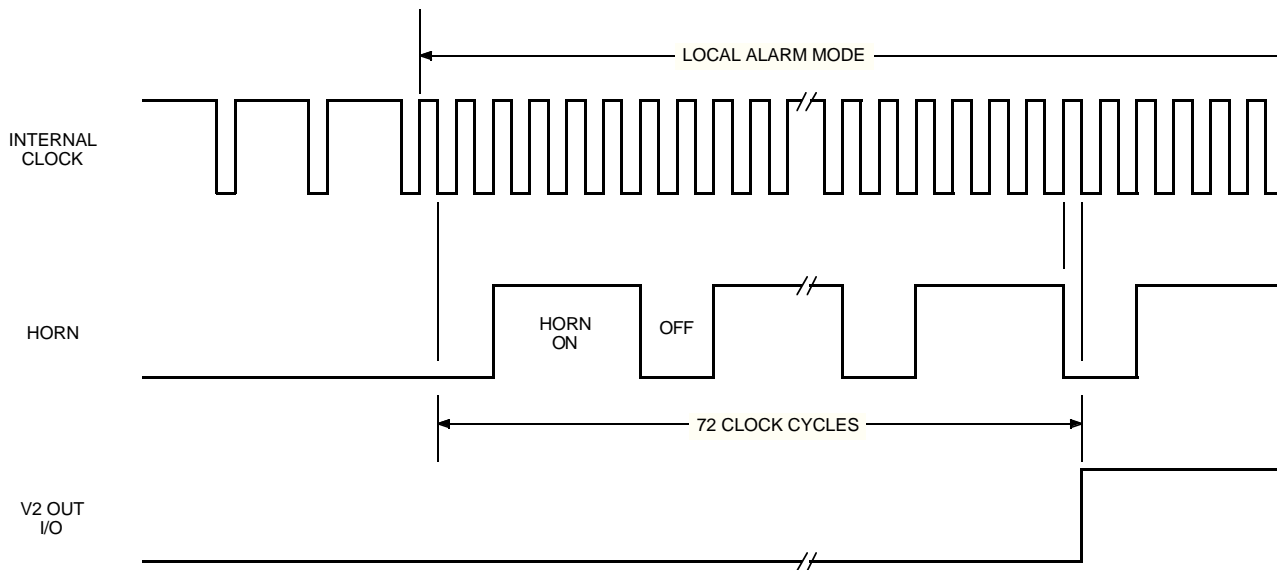 LOCAL ALARM MODE
INTERNAL
CLOCK
HORN
HORN
ON
OFF
72 CLOCK CYCLES
V2 OUT
I/O